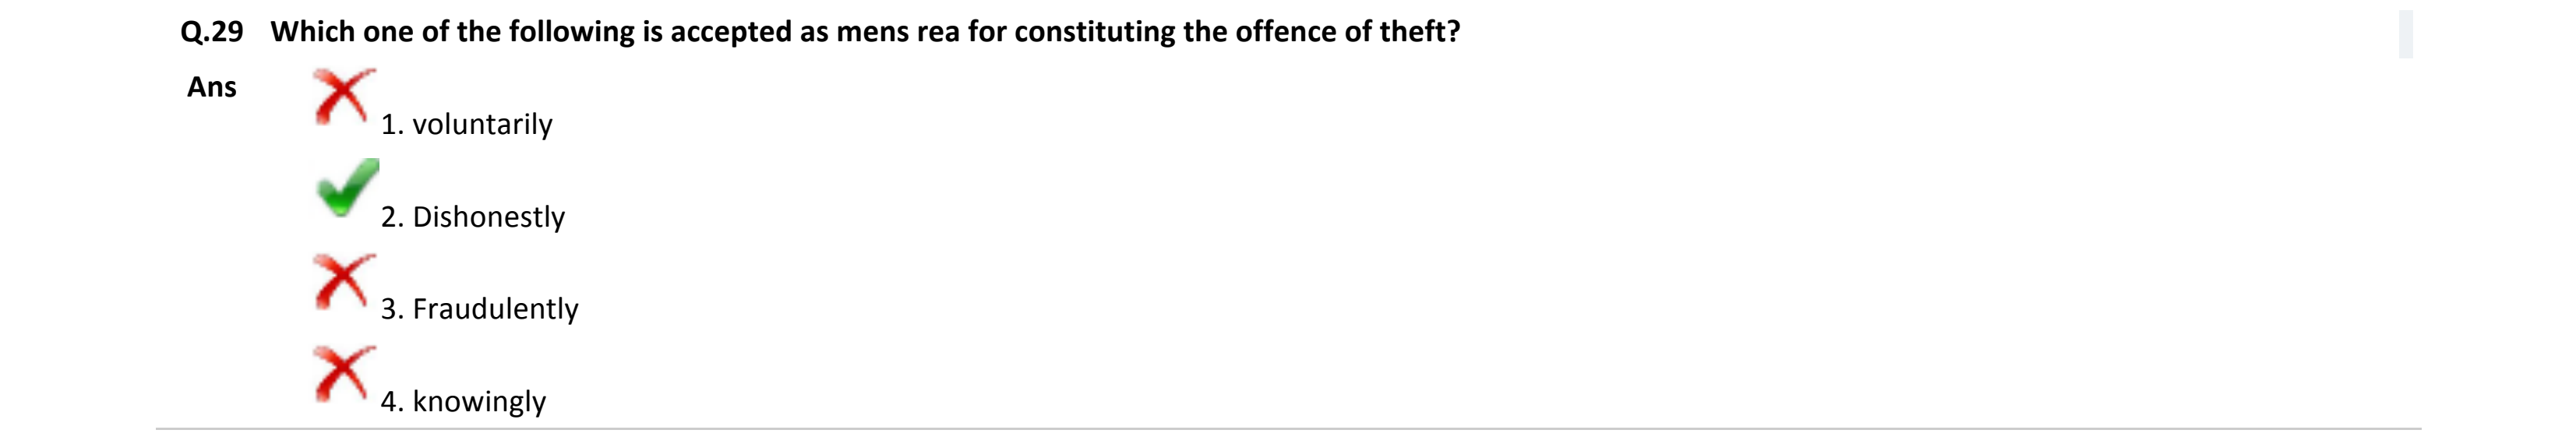 Q.29 Which one of the following is accepted as mens rea for constituting the offence of theft?
Ans
1. voluntarily
2. Dishonestly
3. Fraudulently
4. knowingly